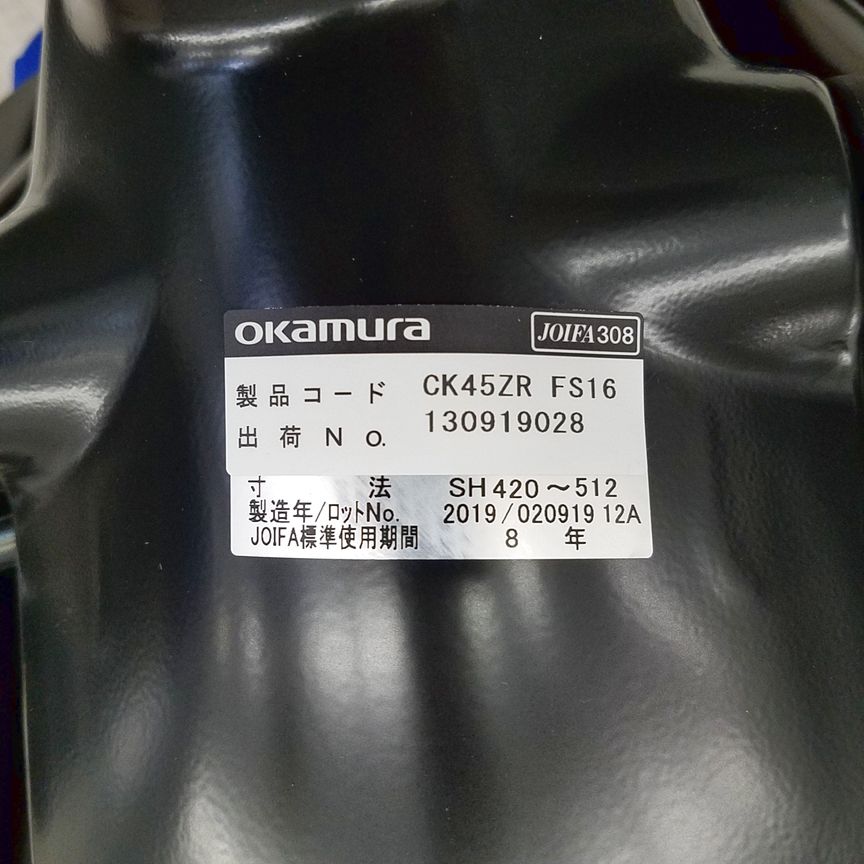 okamura JOIFA308
製品コード CK45ZR FS16
出荷No. 130919028
寸法 SH420～512
製造年/ロットNo. 2019/020919 12A
JOIFA標準使用期間 8年